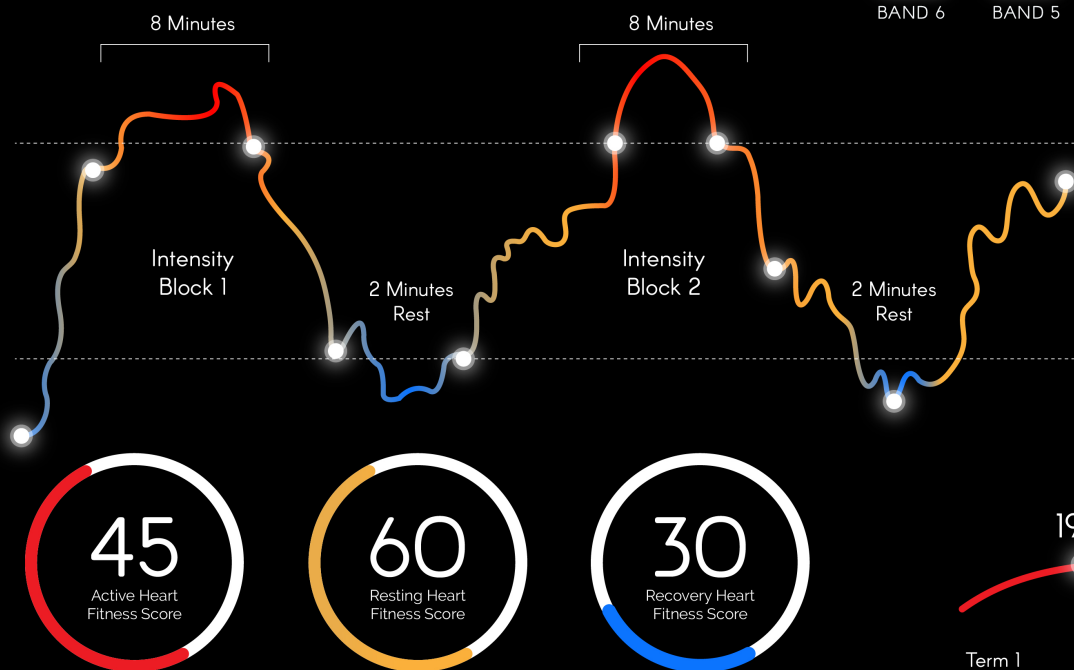 8 Minutes
8 Minutes
BAND 6
BAND 5
Intensity
Block 1
2 Minutes
Rest
Intensity
Block 2
2 Minutes
Rest
45
Active Heart
Fitness Score
60
Resting Heart
Fitness Score
30
Recovery Heart
Fitness Score
Term 1